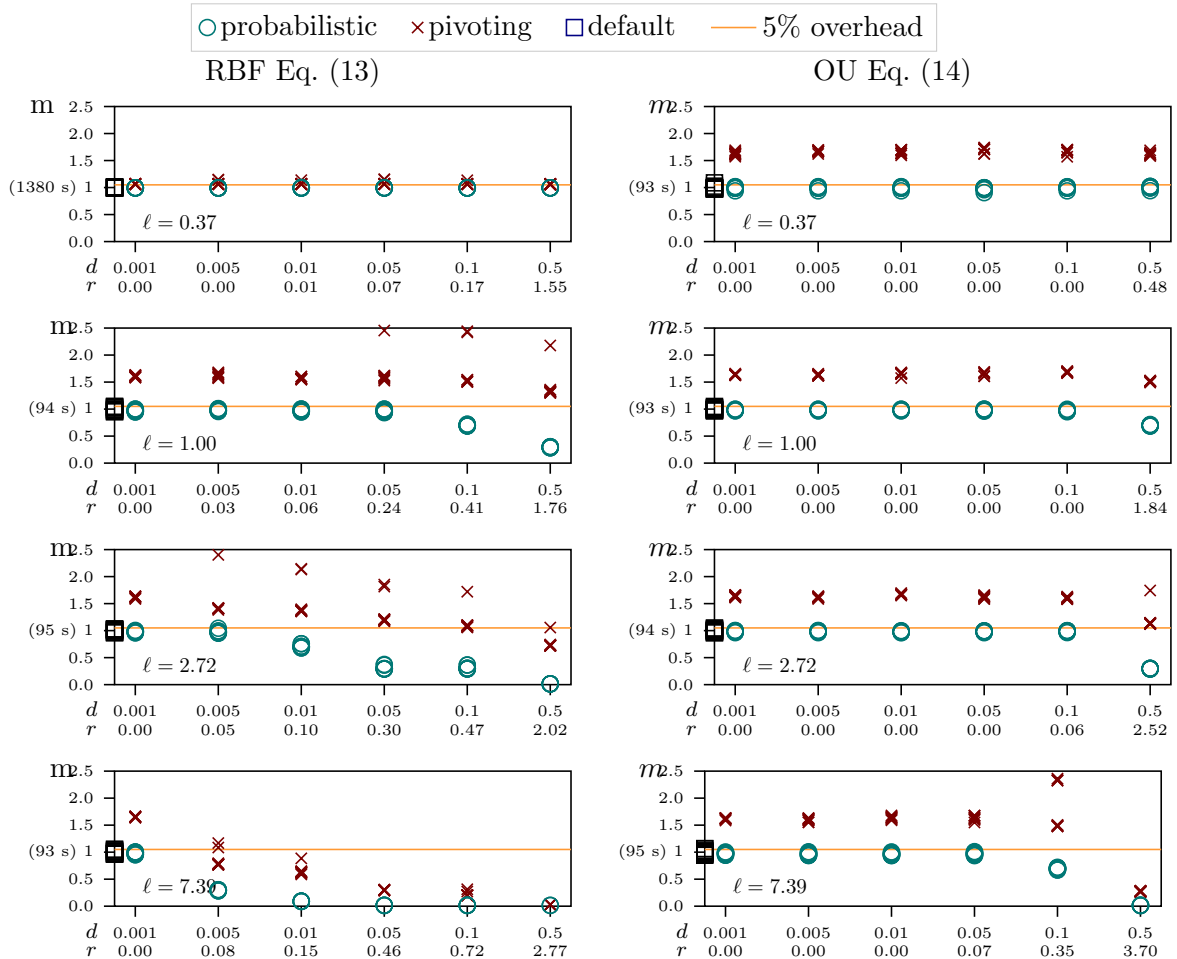 probabilistic pivoting default 5% overhead
RBF Eq. (13) OU Eq. (14)
m 2.5
2.0
1.5
(1380 s) 1
0.5
0.0
ℓ = 0.37
d 0.001 0.005 0.01 0.05 0.1 0.5
r 0.00 0.00 0.01 0.07 0.17 1.55
m 2.5
2.0
1.5
(93 s) 1
0.5
0.0
ℓ = 0.37
d 0.001 0.005 0.01 0.05 0.1 0.5
r 0.00 0.00 0.00 0.00 0.00 0.48
m 2.5
2.0
1.5
(94 s) 1
0.5
0.0
ℓ = 1.00
d 0.001 0.005 0.01 0.05 0.1 0.5
r 0.00 0.03 0.06 0.24 0.41 1.76
m 2.5
2.0
1.5
(93 s) 1
0.5
0.0
ℓ = 1.00
d 0.001 0.005 0.01 0.05 0.1 0.5
r 0.00 0.00 0.00 0.00 0.00 1.84
m 2.5
2.0
1.5
(95 s) 1
0.5
0.0
ℓ = 2.72
d 0.001 0.005 0.01 0.05 0.1 0.5
r 0.00 0.05 0.10 0.30 0.47 2.02
m 2.5
2.0
1.5
(94 s) 1
0.5
0.0
ℓ = 2.72
d 0.001 0.005 0.01 0.05 0.1 0.5
r 0.00 0.00 0.00 0.00 0.06 2.52
m 2.5
2.0
1.5
(93 s) 1
0.5
0.0
ℓ = 7.39
d 0.001 0.005 0.01 0.05 0.1 0.5
r 0.00 0.08 0.15 0.46 0.72 2.77
m 2.5
2.0
1.5
(95 s) 1
0.5
0.0
ℓ = 7.39
d 0.001 0.005 0.01 0.05 0.1 0.5
r 0.00 0.00 0.00 0.07 0.35 3.70